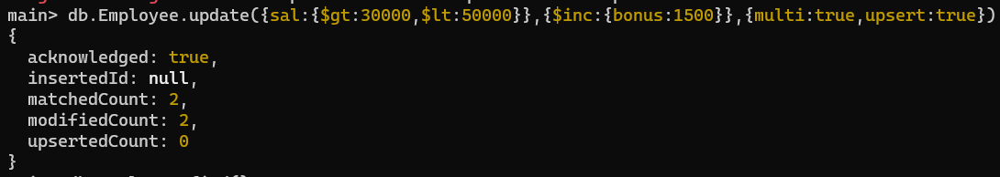 main> db.Employee.update({sal:{$gt:30000,$lt:50000}},{$inc:{bonus:1500}},{multi:true,upsert:true})
{
  acknowledged: true,
  insertedId: null,
  matchedCount: 2,
  modifiedCount: 2,
  upsertedCount: 0
}